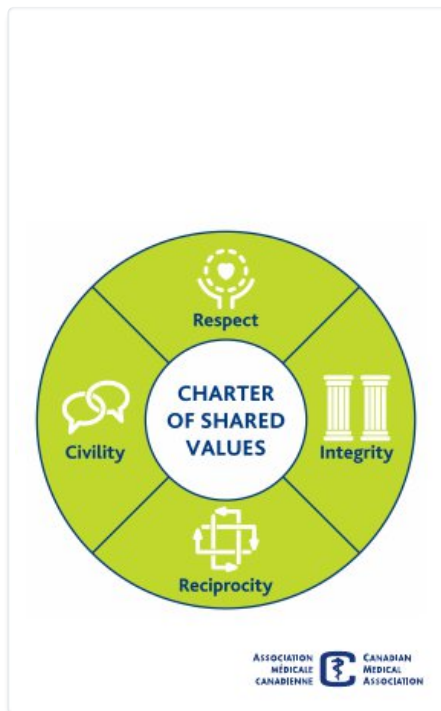 Respect
CHARTER
OF SHARED
VALUES
Civility
Integrity
Reciprocity
ASSOCIATION
MÉDICALE
CANADIENNE
CANADIAN
MEDICAL
ASSOCIATION